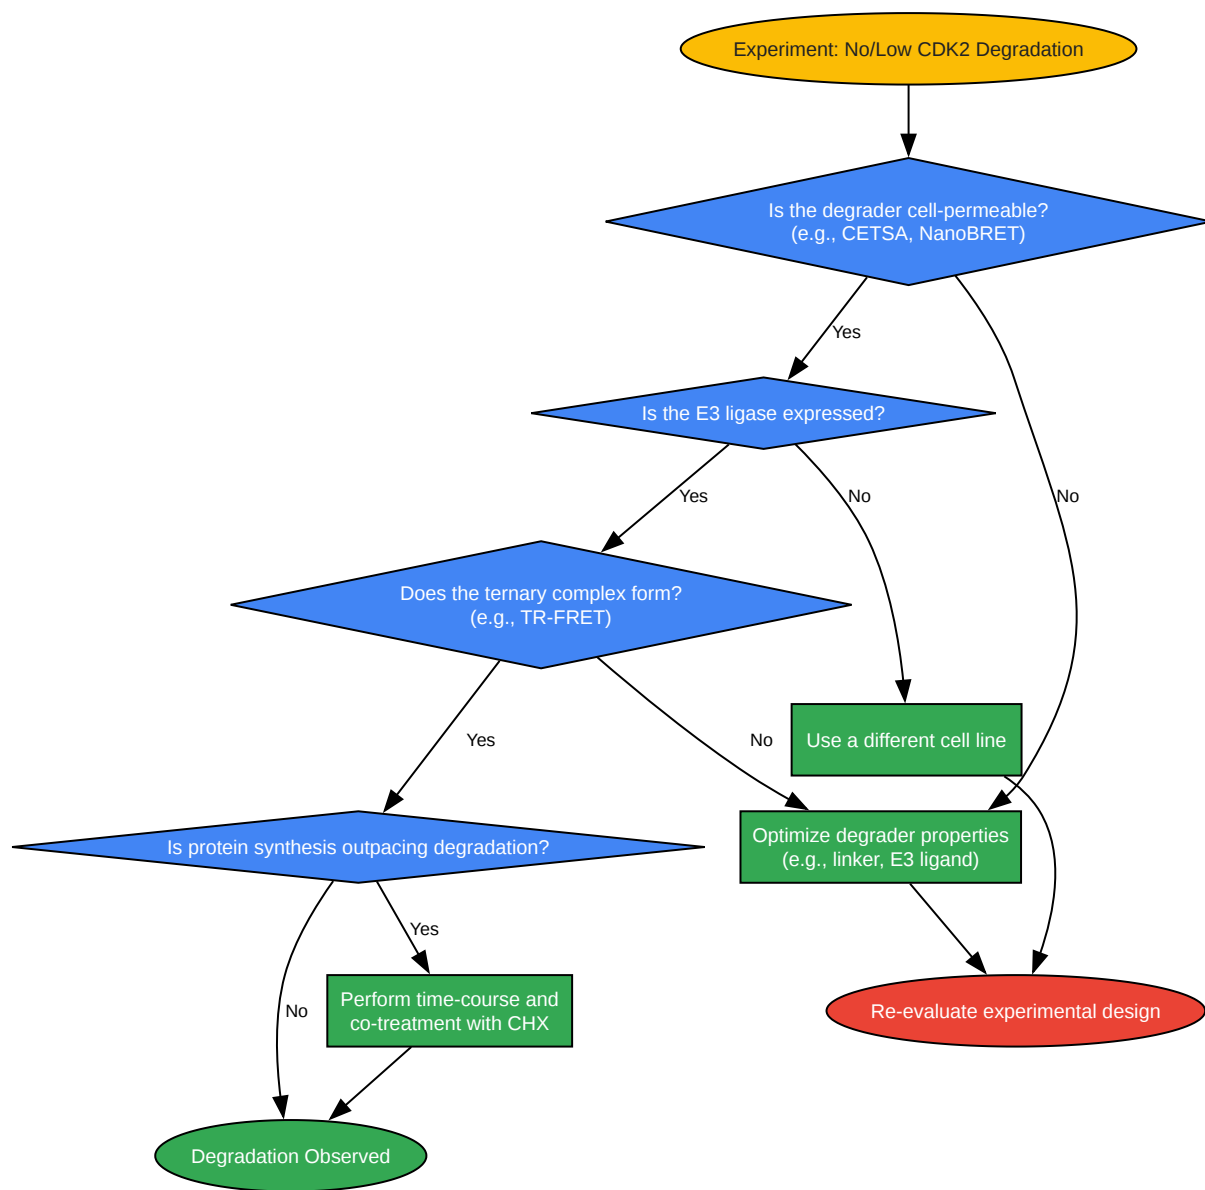 Experiment: No/Low CDK2 Degradation
Is the degrader cell-permeable?
(e.g., CETSA, NanoBRET)
Yes
Is the E3 ligase expressed?
Yes
No
No
Does the ternary complex form?
(e.g., TR-FRET)
Yes
No
Use a different cell line
Is protein synthesis outpacing degradation?
Optimize degrader properties
(e.g., linker, E3 ligand)
Yes
No
Perform time-course and
co-treatment with CHX
Re-evaluate experimental design
Degradation Observed